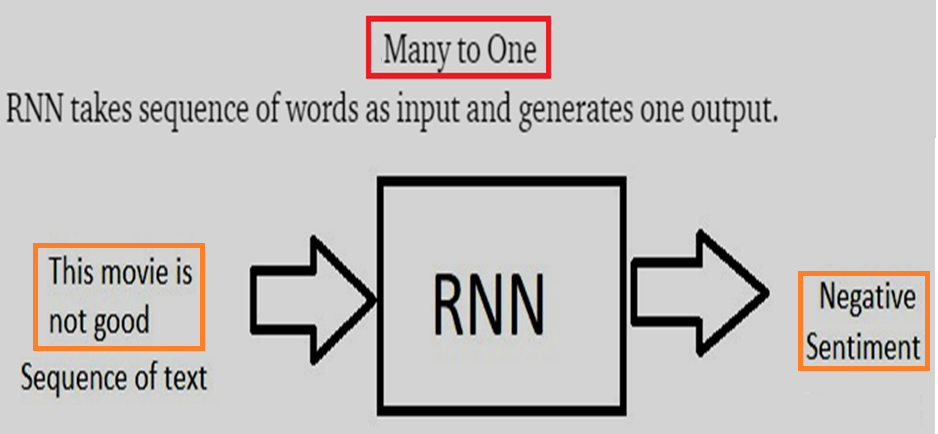 Many to One
RNN takes sequence of words as input and generates one output.
This movie is
not good
Sequence of text
RNN
Negative
Sentiment